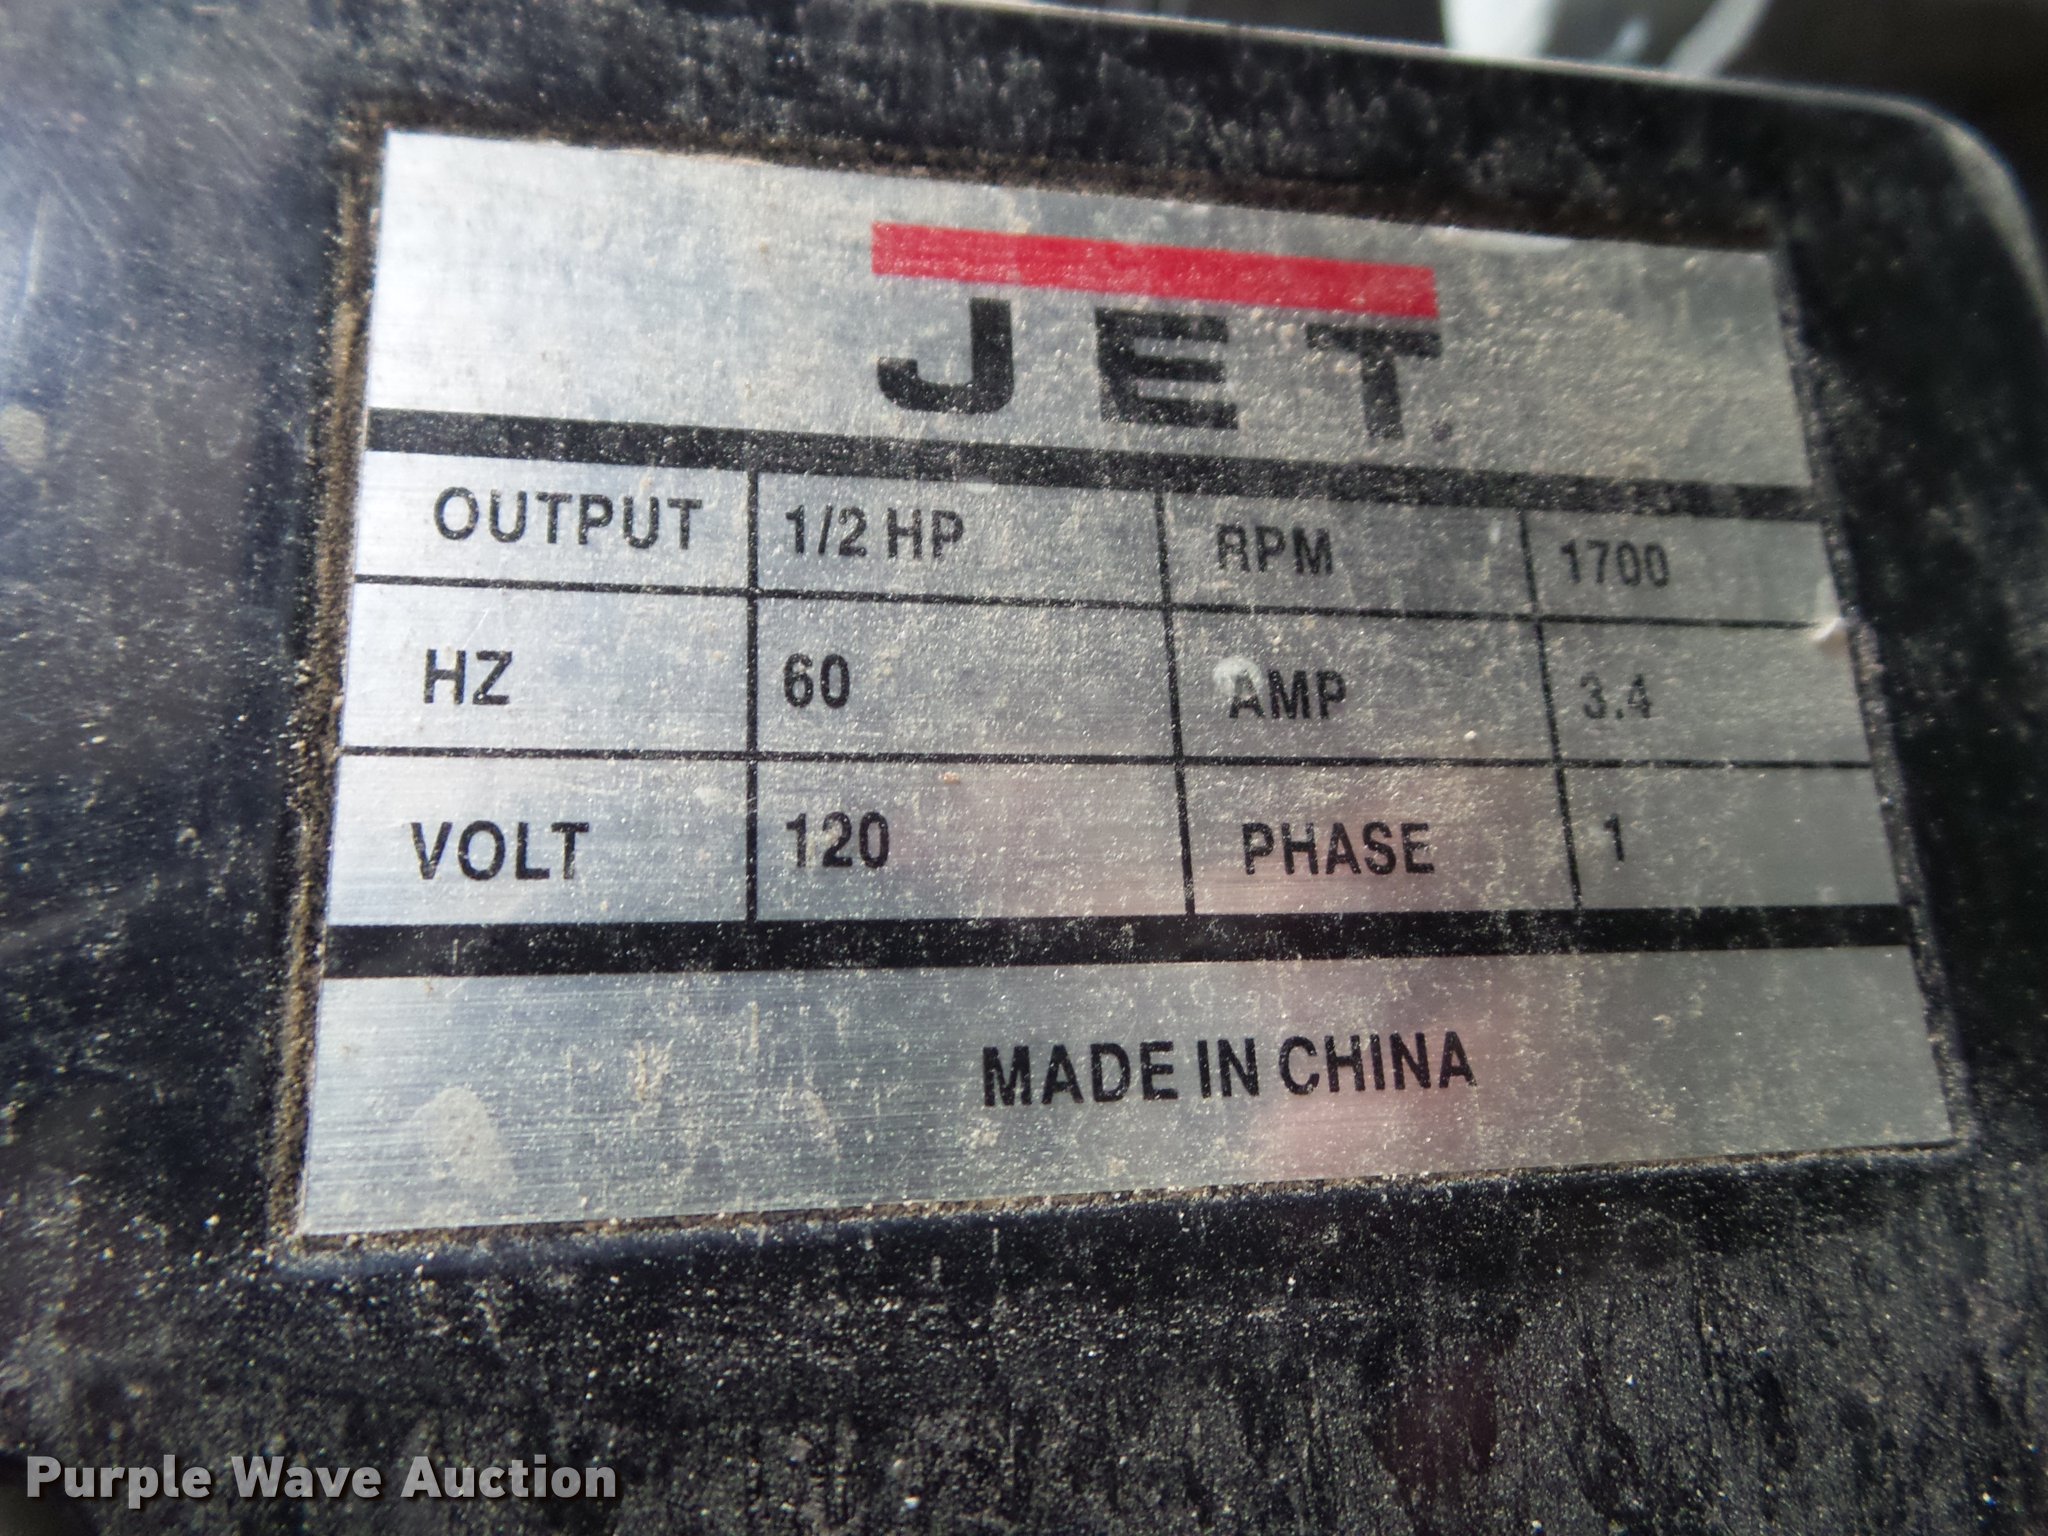 JET
OUTPUT 1/2 HP RPM 1700
HZ 60 AMP 3.4
VOLT 120 PHASE 1
MADE IN CHINA
Purple Wave Auction